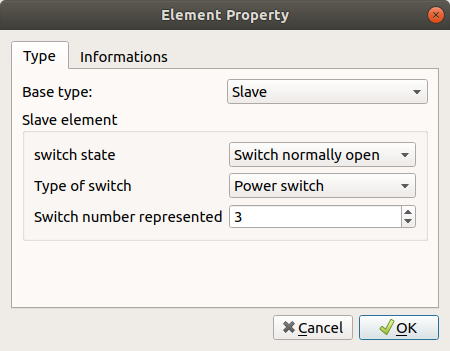 Element Property
Type Informations
Base type: Slave
Slave element
switch state Switch normally open
Type of switch Power switch
Switch number represented 3
Cancel OK